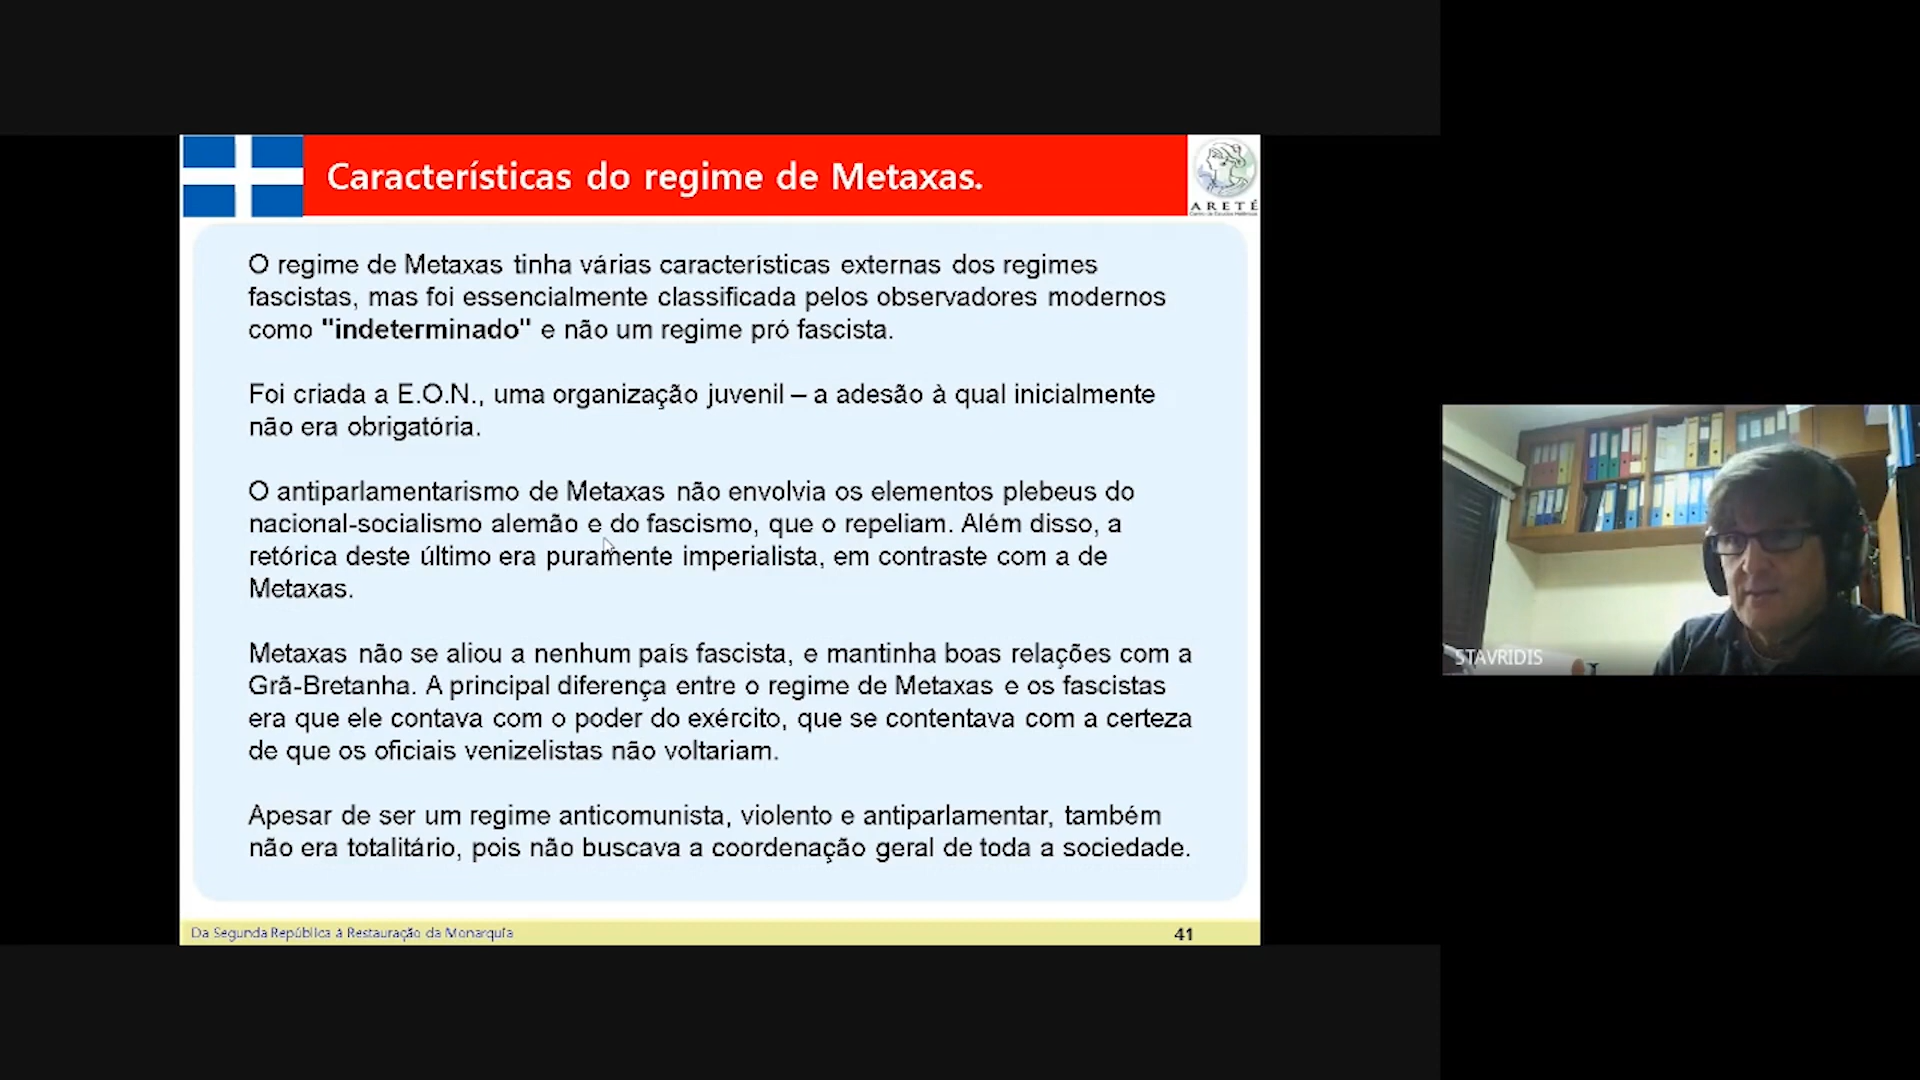 Características do regime de Metaxas.
ARETÉ
O regime de Metaxas tinha várias características externas dos regimes
fascistas, mas foi essencialmente classificada pelos observadores modernos
como "indeterminado" e não um regime pró fascista.
Foi criada a E.O.N., uma organização juvenil – a adesão à qual inicialmente
não era obrigatória.
O antiparlamentarismo de Metaxas não envolvia os elementos plebeus do
nacional-socialismo alemão e do fascismo, que o repeliam. Além disso, a
retórica deste último era puramente imperialista, em contraste com a de
Metaxas.
Metaxas não se aliou a nenhum país fascista, e mantinha boas relações com a
Grã-Bretanha. A principal diferença entre o regime de Metaxas e os fascistas
era que ele contava com o poder do exército, que se contentava com a certeza
de que os oficiais venizelistas não voltariam.
Apesar de ser um regime anticomunista, violento e antiparlamentar, também
não era totalitário, pois não buscava a coordenação geral de toda a sociedade.
Da Segunda República à Restauração da Monarquia
41
STAVRIDIS